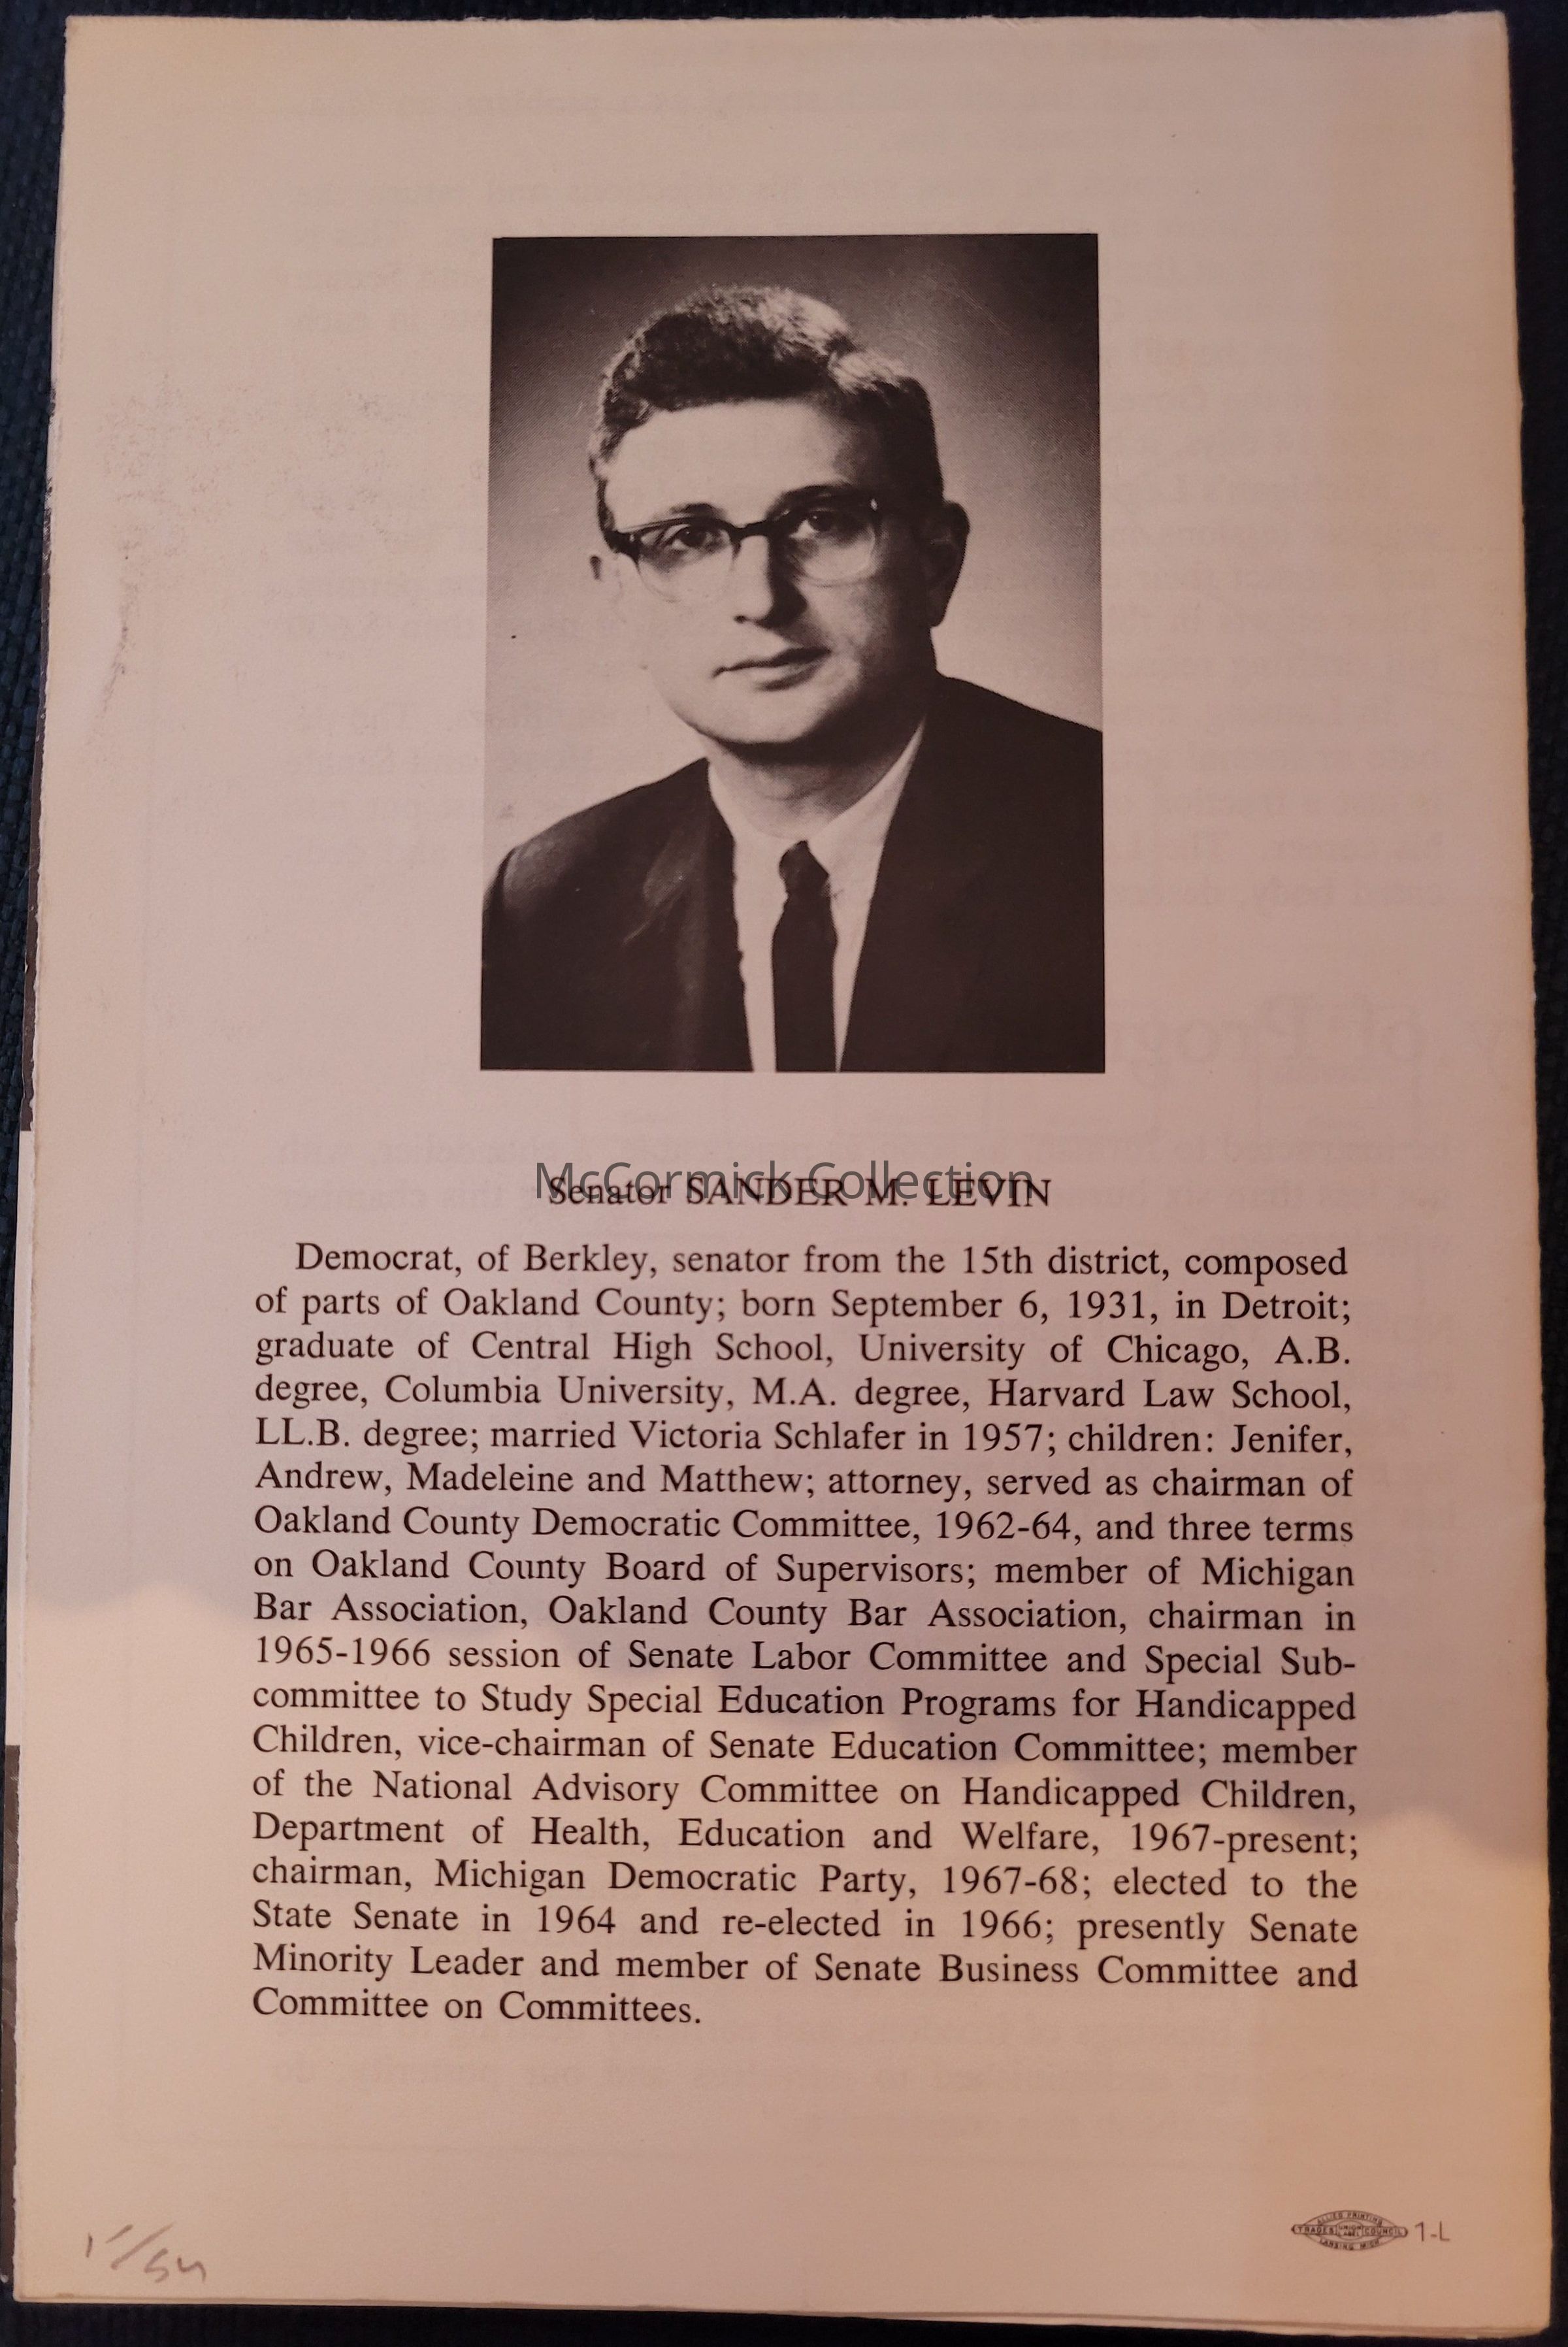 McCormick Collection
Senator SANDER M. LEVIN
Democrat, of Berkley, senator from the 15th district, composed
of parts of Oakland County; born September 6, 1931, in Detroit;
graduate of Central High School, University of Chicago, A.B.
degree, Columbia University, M.A. degree, Harvard Law School,
LL.B. degree; married Victoria Schlafer in 1957; children: Jenifer,
Andrew, Madeleine and Matthew; attorney, served as chairman of
Oakland County Democratic Committee, 1962-64, and three terms
on Oakland County Board of Supervisors; member of Michigan
Bar Association, Oakland County Bar Association, chairman in
1965-1966 session of Senate Labor Committee and Special Sub-
committee to Study Special Education Programs for Handicapped
Children, vice-chairman of Senate Education Committee; member
of the National Advisory Committee on Handicapped Children,
Department of Health, Education and Welfare, 1967-present;
chairman, Michigan Democratic Party, 1967-68; elected to the
State Senate in 1964 and re-elected in 1966; presently Senate
Minority Leader and member of Senate Business Committee and
Committee on Committees.
ALLIED PRINTING
TRADES UNION COUNCIL 1-L
LANSING MICH